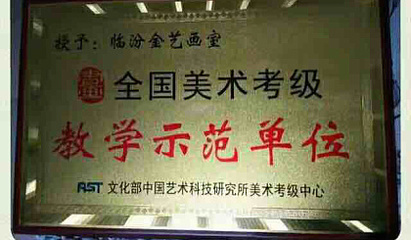 授予：临汾金艺画室
全国美术考级
教学示范单位
AST 文化部中国艺术科技研究所美术考级中心